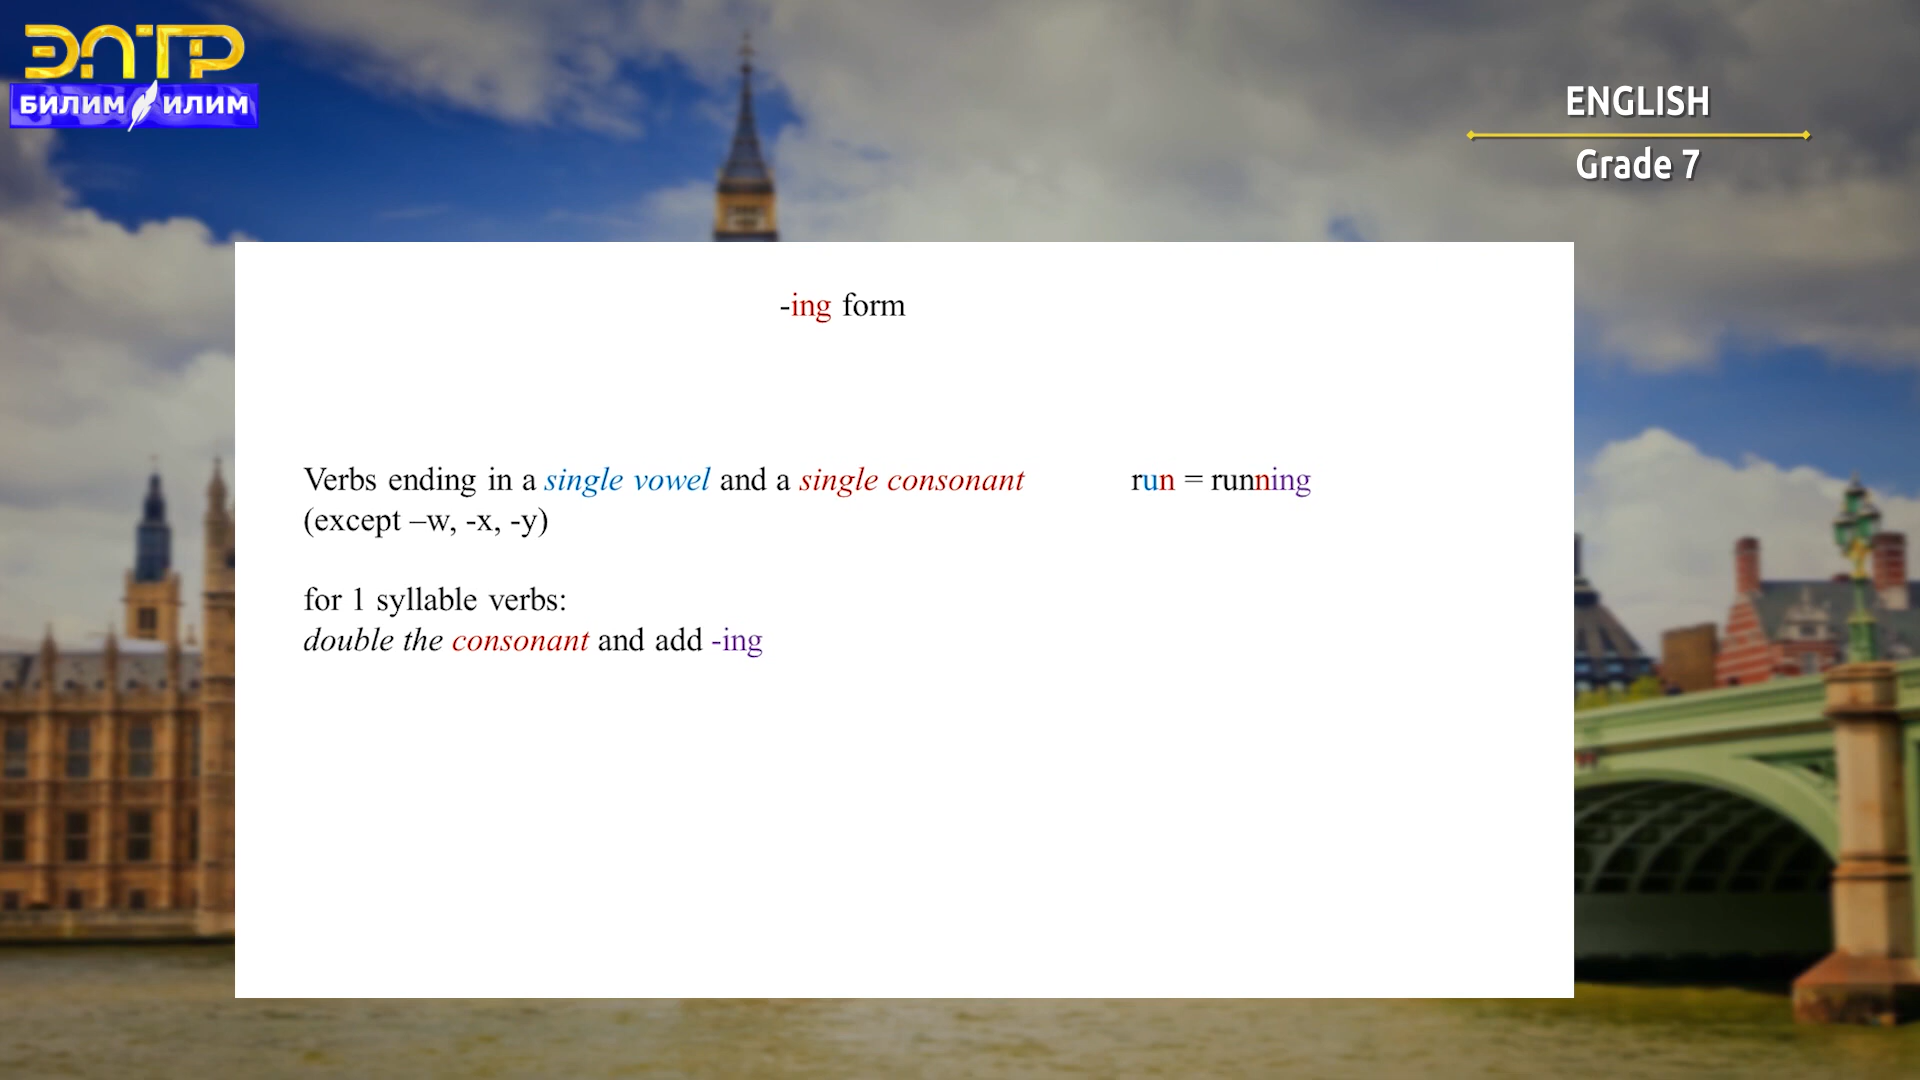 ЭЛТР
БИЛИМ ИЛИМ
ENGLISH
Grade 7
-ing form
Verbs ending in a single vowel and a single consonant
(except –w, -x, -y)
run = running
for 1 syllable verbs:
double the consonant and add -ing